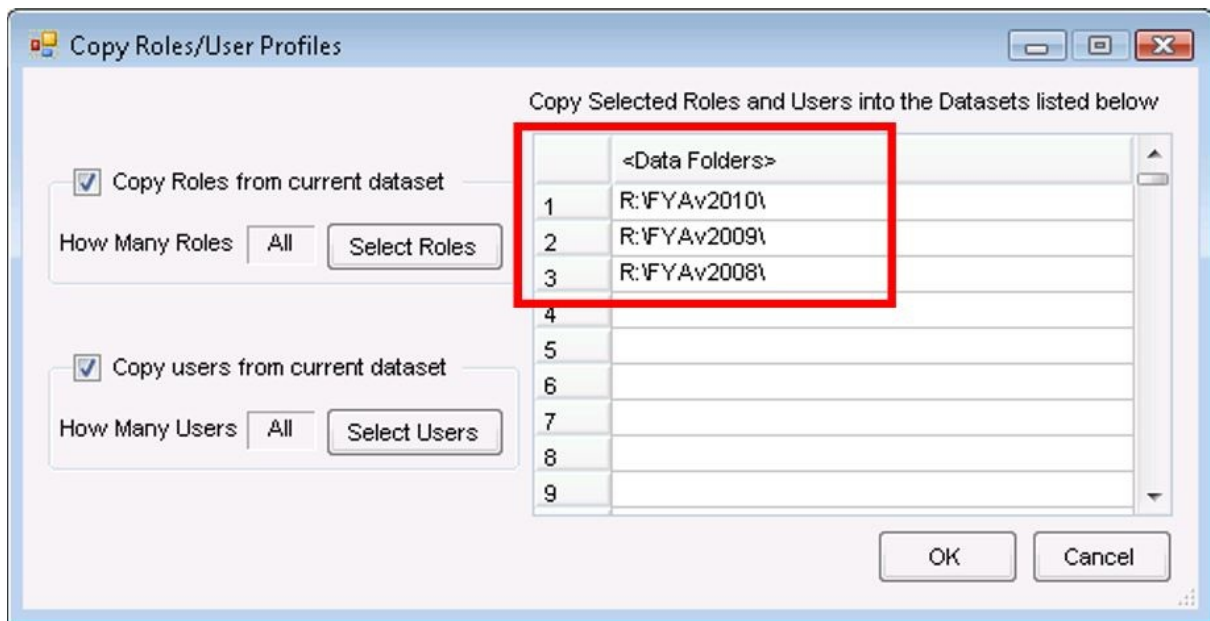 Copy Roles/User Profiles
Copy Selected Roles and Users into the Datasets listed below
Copy Roles from current dataset
How Many Roles All Select Roles
Copy users from current dataset
How Many Users All Select Users
<Data Folders>
1 R:\FYAv2010\
2 R:\FYAv2009\
3 R:\FYAv2008\
4
5
6
7
8
9
OK Cancel